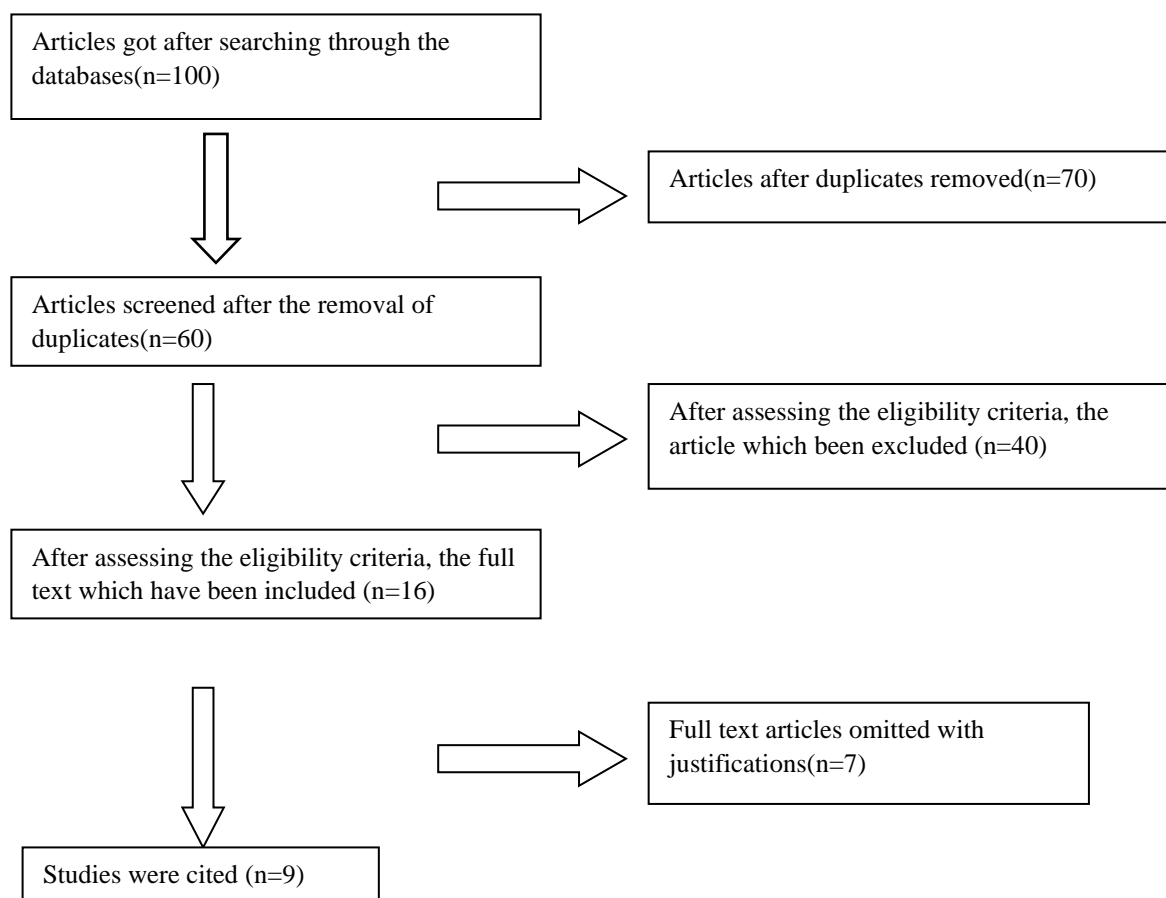 Articles got after searching through the
databases(n=100)
Articles after duplicates removed(n=70)
Articles screened after the removal of
duplicates(n=60)
After assessing the eligibility criteria, the
article which been excluded (n=40)
After assessing the eligibility criteria, the full
text which have been included (n=16)
Full text articles omitted with
justifications(n=7)
Studies were cited (n=9)